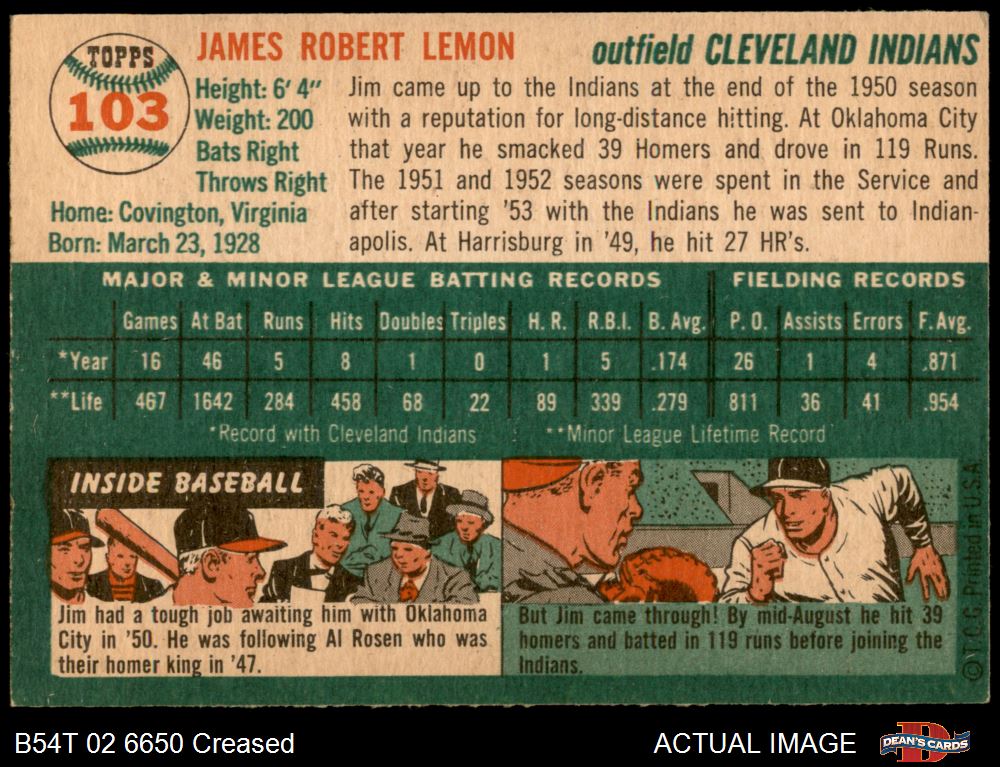 TOPPS
103
JAMES ROBERT LEMON
outfield CLEVELAND INDIANS
Height: 6' 4"
Weight: 200
Bats Right
Throws Right
Home: Covington, Virginia
Born: March 23, 1928
Jim came up to the Indians at the end of the 1950 season
with a reputation for long-distance hitting. At Oklahoma City
that year he smacked 39 Homers and drove in 119 Runs.
The 1951 and 1952 seasons were spent in the Service and
after starting '53 with the Indians he was sent to Indian-
apolis. At Harrisburg in '49, he hit 27 HR's.
MAJOR & MINOR LEAGUE BATTING RECORDS FIELDING RECORDS
Games At Bat Runs Hits Doubles Triples H. R. R.B.I. B. Avg. P. O. Assists Errors F. Avg.
*Year 16 46 5 8 1 0 1 5 .174 26 1 4 .871
**Life 467 1642 284 458 68 22 89 339 .279 811 36 41 .954
*Record with Cleveland Indians **Minor League Lifetime Record
INSIDE BASEBALL
Jim had a tough job awaiting him with Oklahoma
City in '50. He was following Al Rosen who was
their homer king in '47.
But Jim came through! By mid-August he hit 39
homers and batted in 119 runs before joining the
Indians.
©T.C.G. Printed in U.S.A.
B54T 02 6650 Creased
ACTUAL IMAGE
D
DEAN'S CARDS